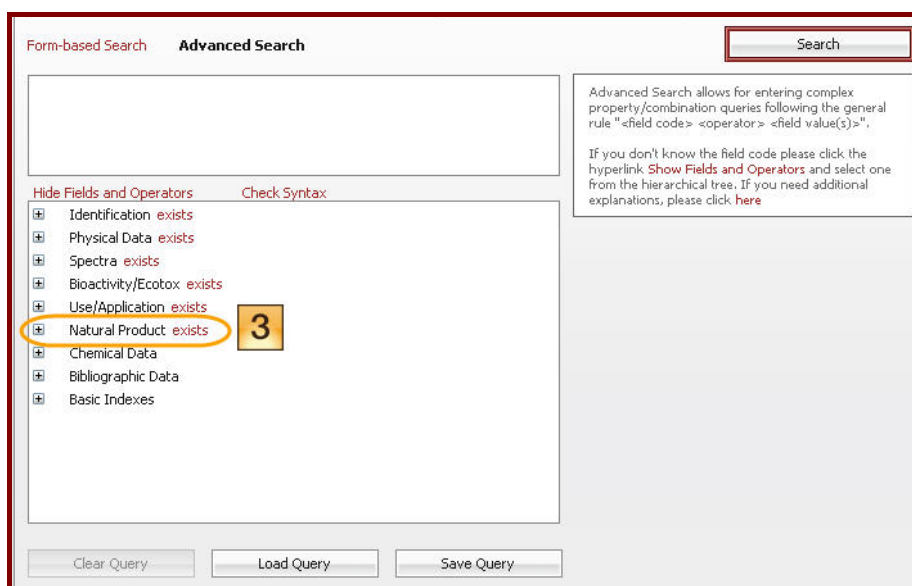 Form-based Search Advanced Search Search
Advanced Search allows for entering complex
property/combination queries following the general
rule "<field code> <operator> <field value(s)>".
If you don't know the field code please click the
hyperlink Show Fields and Operators and select one
from the hierarchical tree. If you need additional
explanations, please click here
Hide Fields and Operators Check Syntax
Identification exists
Physical Data exists
Spectra exists
Bioactivity/Ecotox exists
Use/Application exists
Natural Product exists 3
Chemical Data
Bibliographic Data
Basic Indexes
Clear Query Load Query Save Query